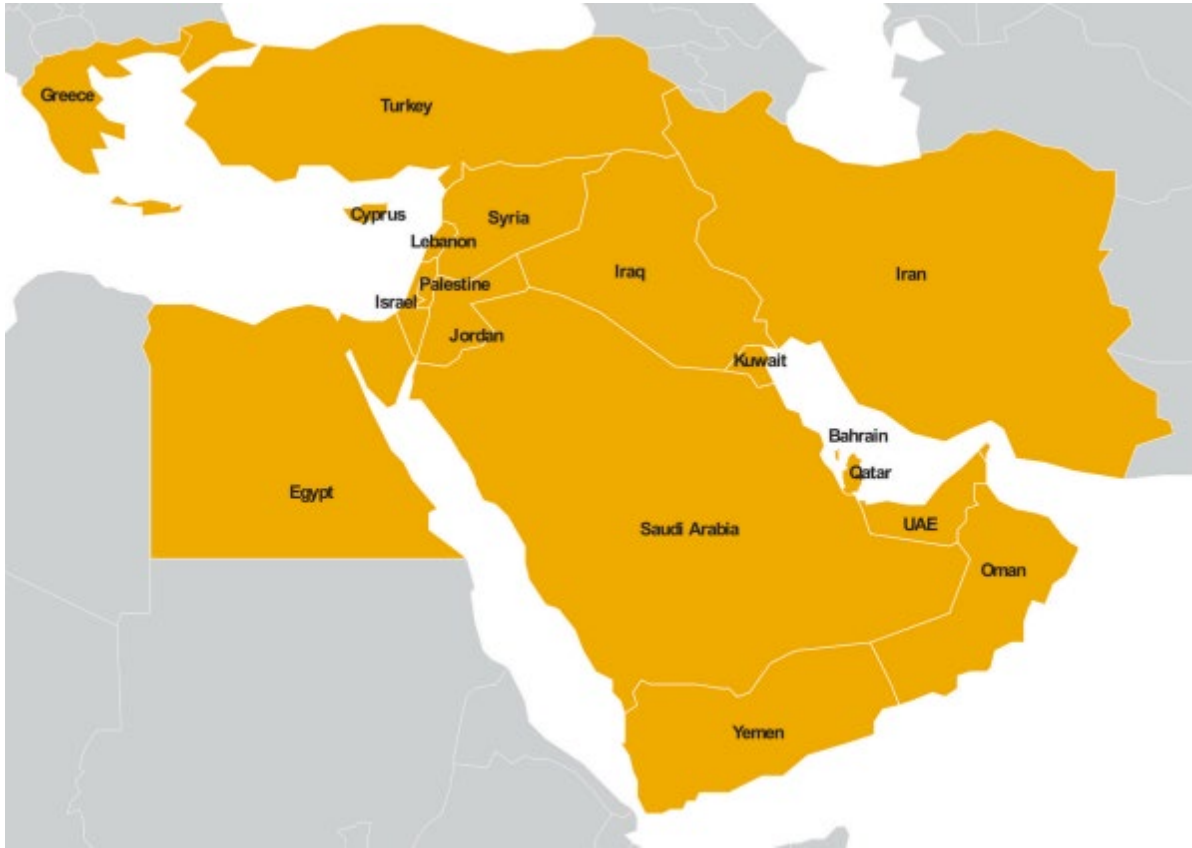 Greece
Turkey
Cyprus
Syria
Lebanon
Iraq
Iran
Palestine
Israel
Jordan
Kuwait
Bahrain
Qatar
Egypt
Saudi Arabia
UAE
Oman
Yemen